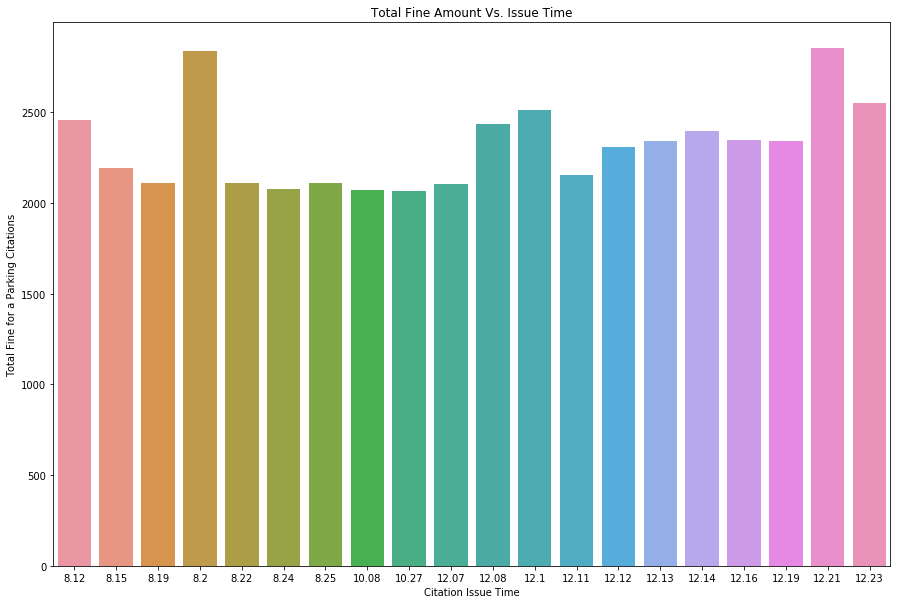 Total Fine Amount Vs. Issue Time
Total Fine for a Parking Citations
2500
2000
1500
1000
500
0
8.12 8.15 8.19 8.2 8.22 8.24 8.25 10.08 10.27 12.07 12.08 12.1 12.11 12.12 12.13 12.14 12.16 12.19 12.21 12.23
Citation Issue Time